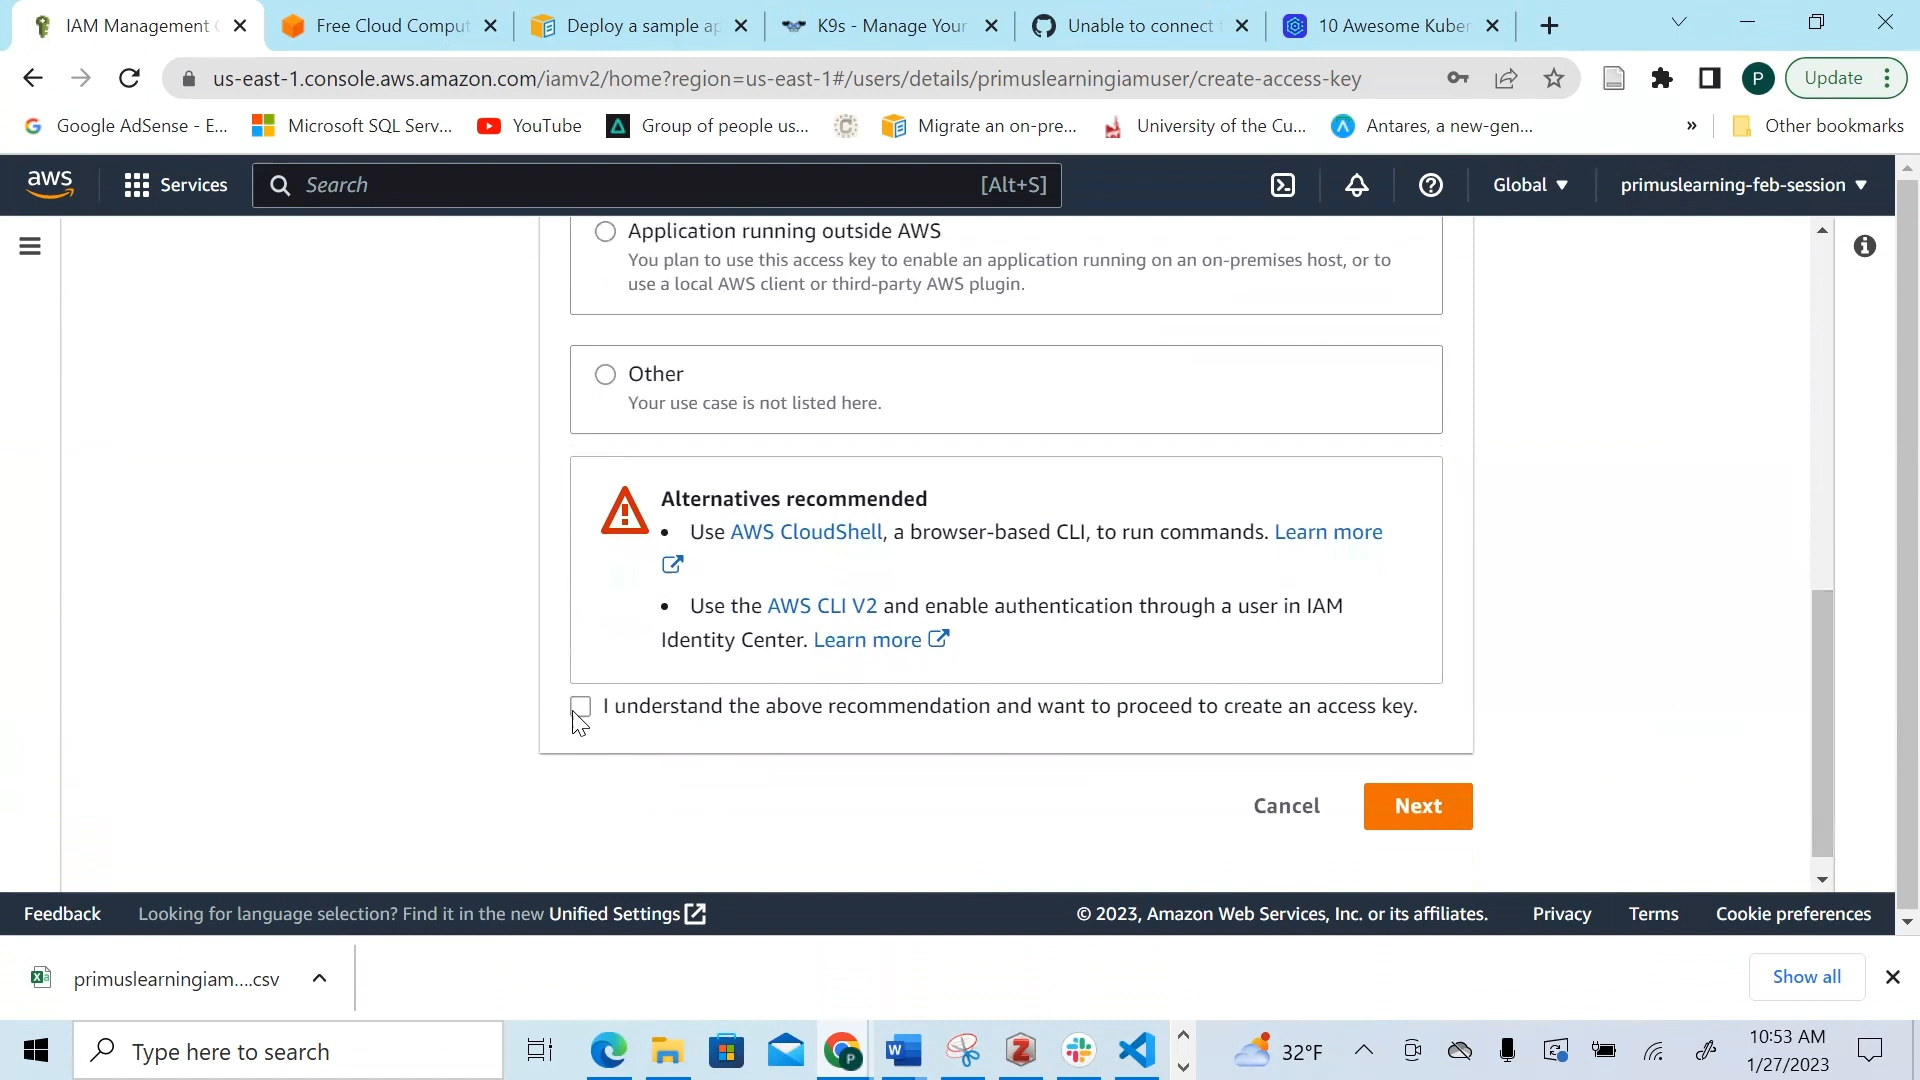 IAM Management C
Free Cloud Comput
Deploy a sample ap
K9s - Manage Your
Unable to connect f
10 Awesome Kuber
us-east-1.console.aws.amazon.com/iamv2/home?region=us-east-1#/users/details/primuslearningiamuser/create-access-key
P
Update
Google AdSense - E...
Microsoft SQL Serv...
YouTube
Group of people us...
Migrate an on-pre...
University of the Cu...
Antares, a new-gen...
»
Other bookmarks
aws
Services
Search
[Alt+S]
Global
primuslearning-feb-session
Application running outside AWS
You plan to use this access key to enable an application running on an on-premises host, or to
use a local AWS client or third-party AWS plugin.
Other
Your use case is not listed here.
Alternatives recommended
• Use AWS CloudShell, a browser-based CLI, to run commands. Learn more
• Use the AWS CLI V2 and enable authentication through a user in IAM
Identity Center. Learn more
I understand the above recommendation and want to proceed to create an access key.
Cancel
Next
Feedback
Looking for language selection? Find it in the new Unified Settings
© 2023, Amazon Web Services, Inc. or its affiliates.
Privacy
Terms
Cookie preferences
primuslearningiam....csv
Show all
Type here to search
32°F
10:53 AM
1/27/2023